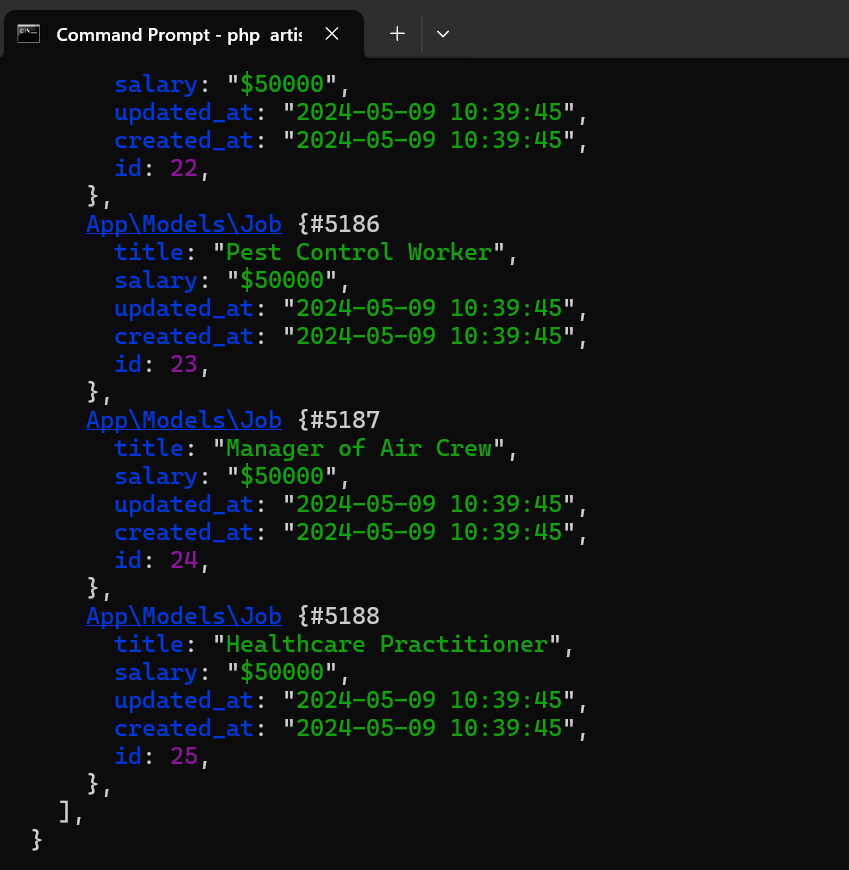 Command Prompt - php artis
salary: "$50000",
updated_at: "2024-05-09 10:39:45",
created_at: "2024-05-09 10:39:45",
id: 22,
},
App\Models\Job {#5186
title: "Pest Control Worker",
salary: "$50000",
updated_at: "2024-05-09 10:39:45",
created_at: "2024-05-09 10:39:45",
id: 23,
},
App\Models\Job {#5187
title: "Manager of Air Crew",
salary: "$50000",
updated_at: "2024-05-09 10:39:45",
created_at: "2024-05-09 10:39:45",
id: 24,
},
App\Models\Job {#5188
title: "Healthcare Practitioner",
salary: "$50000",
updated_at: "2024-05-09 10:39:45",
created_at: "2024-05-09 10:39:45",
id: 25,
},
],
}